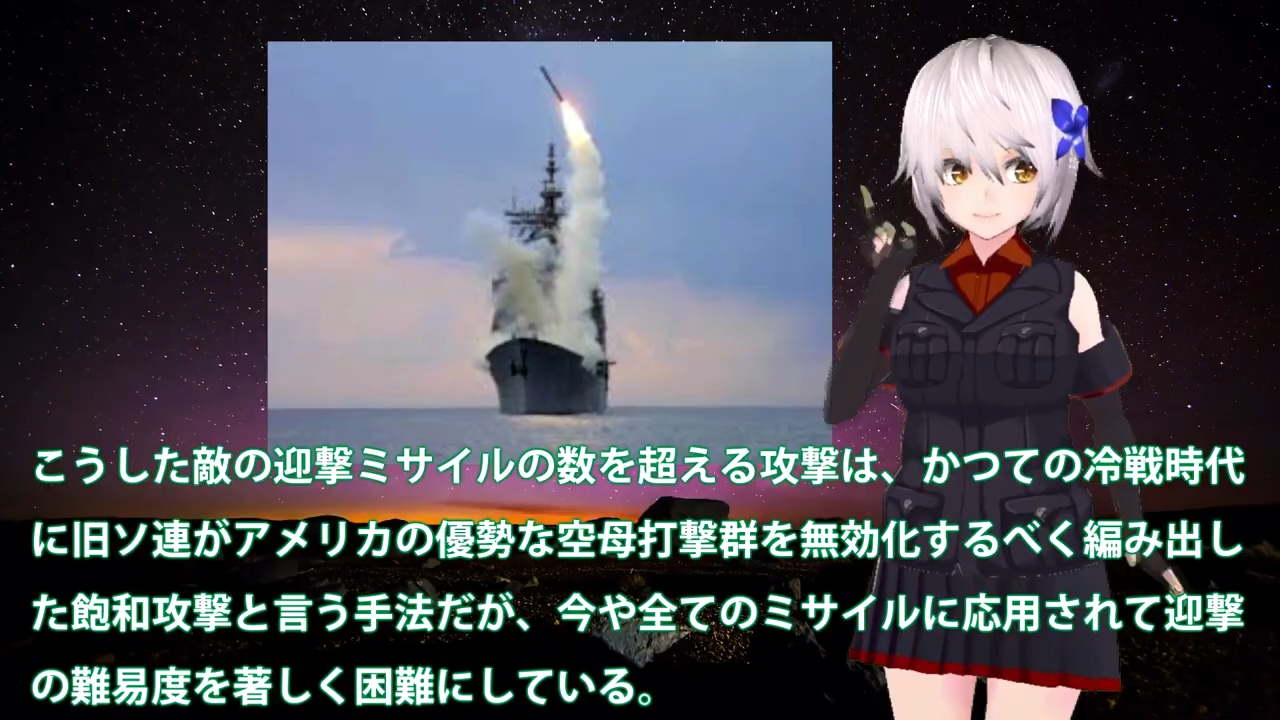 こうした敵の迎撃ミサイルの数を超える攻撃は、かつての冷戦時代
に旧ソ連がアメリカの優勢な空母打撃群を無効化するべく編み出し
た飽和攻撃と言う手法だが、今や全てのミサイルに応用されて迎撃
の難易度を著しく困難にしている。